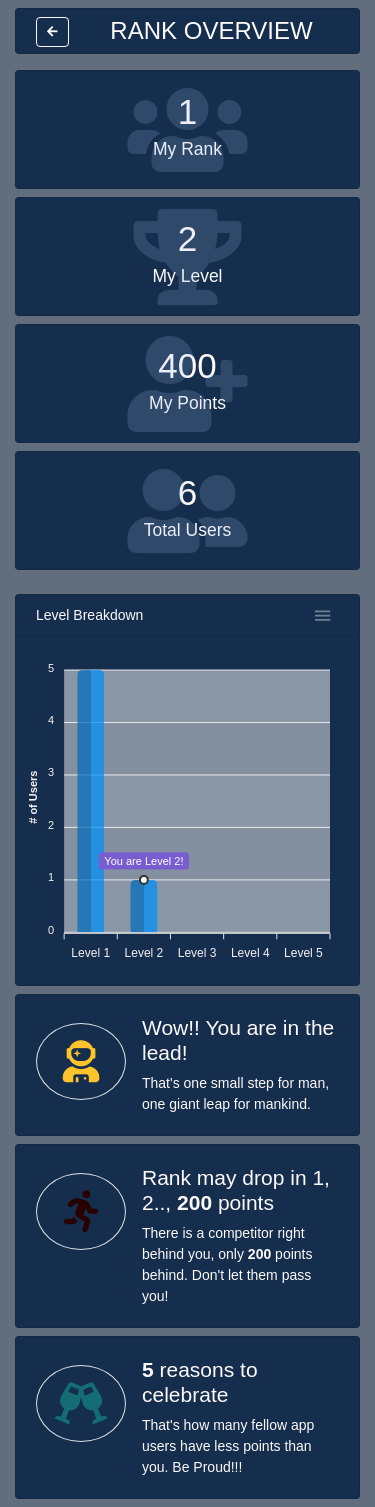 RANK OVERVIEW
1
My Rank
2
My Level
400
My Points
6
Total Users
Level Breakdown
5
4
3
2
1
0
# of Users
You are Level 2!
Level 1 Level 2 Level 3 Level 4 Level 5
Wow!! You are in the
lead!
That's one small step for man,
one giant leap for mankind.
Rank may drop in 1,
2.., 200 points
There is a competitor right
behind you, only 200 points
behind. Don't let them pass
you!
5 reasons to
celebrate
That's how many fellow app
users have less points than
you. Be Proud!!!